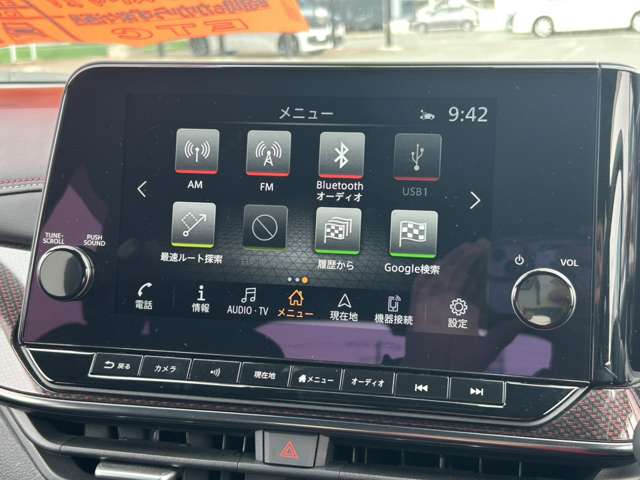 メニュー
9:42
AM
FM
Bluetooth
オーディオ
USB1
最速ルート探索
履歴から
Google検索
TUNE-
SCROLL
PUSH
SOUND
VOL
電話
情報
AUDIO・TV
メニュー
現在地
機器接続
設定
戻る
カメラ
現在地
メニュー
オーディオ